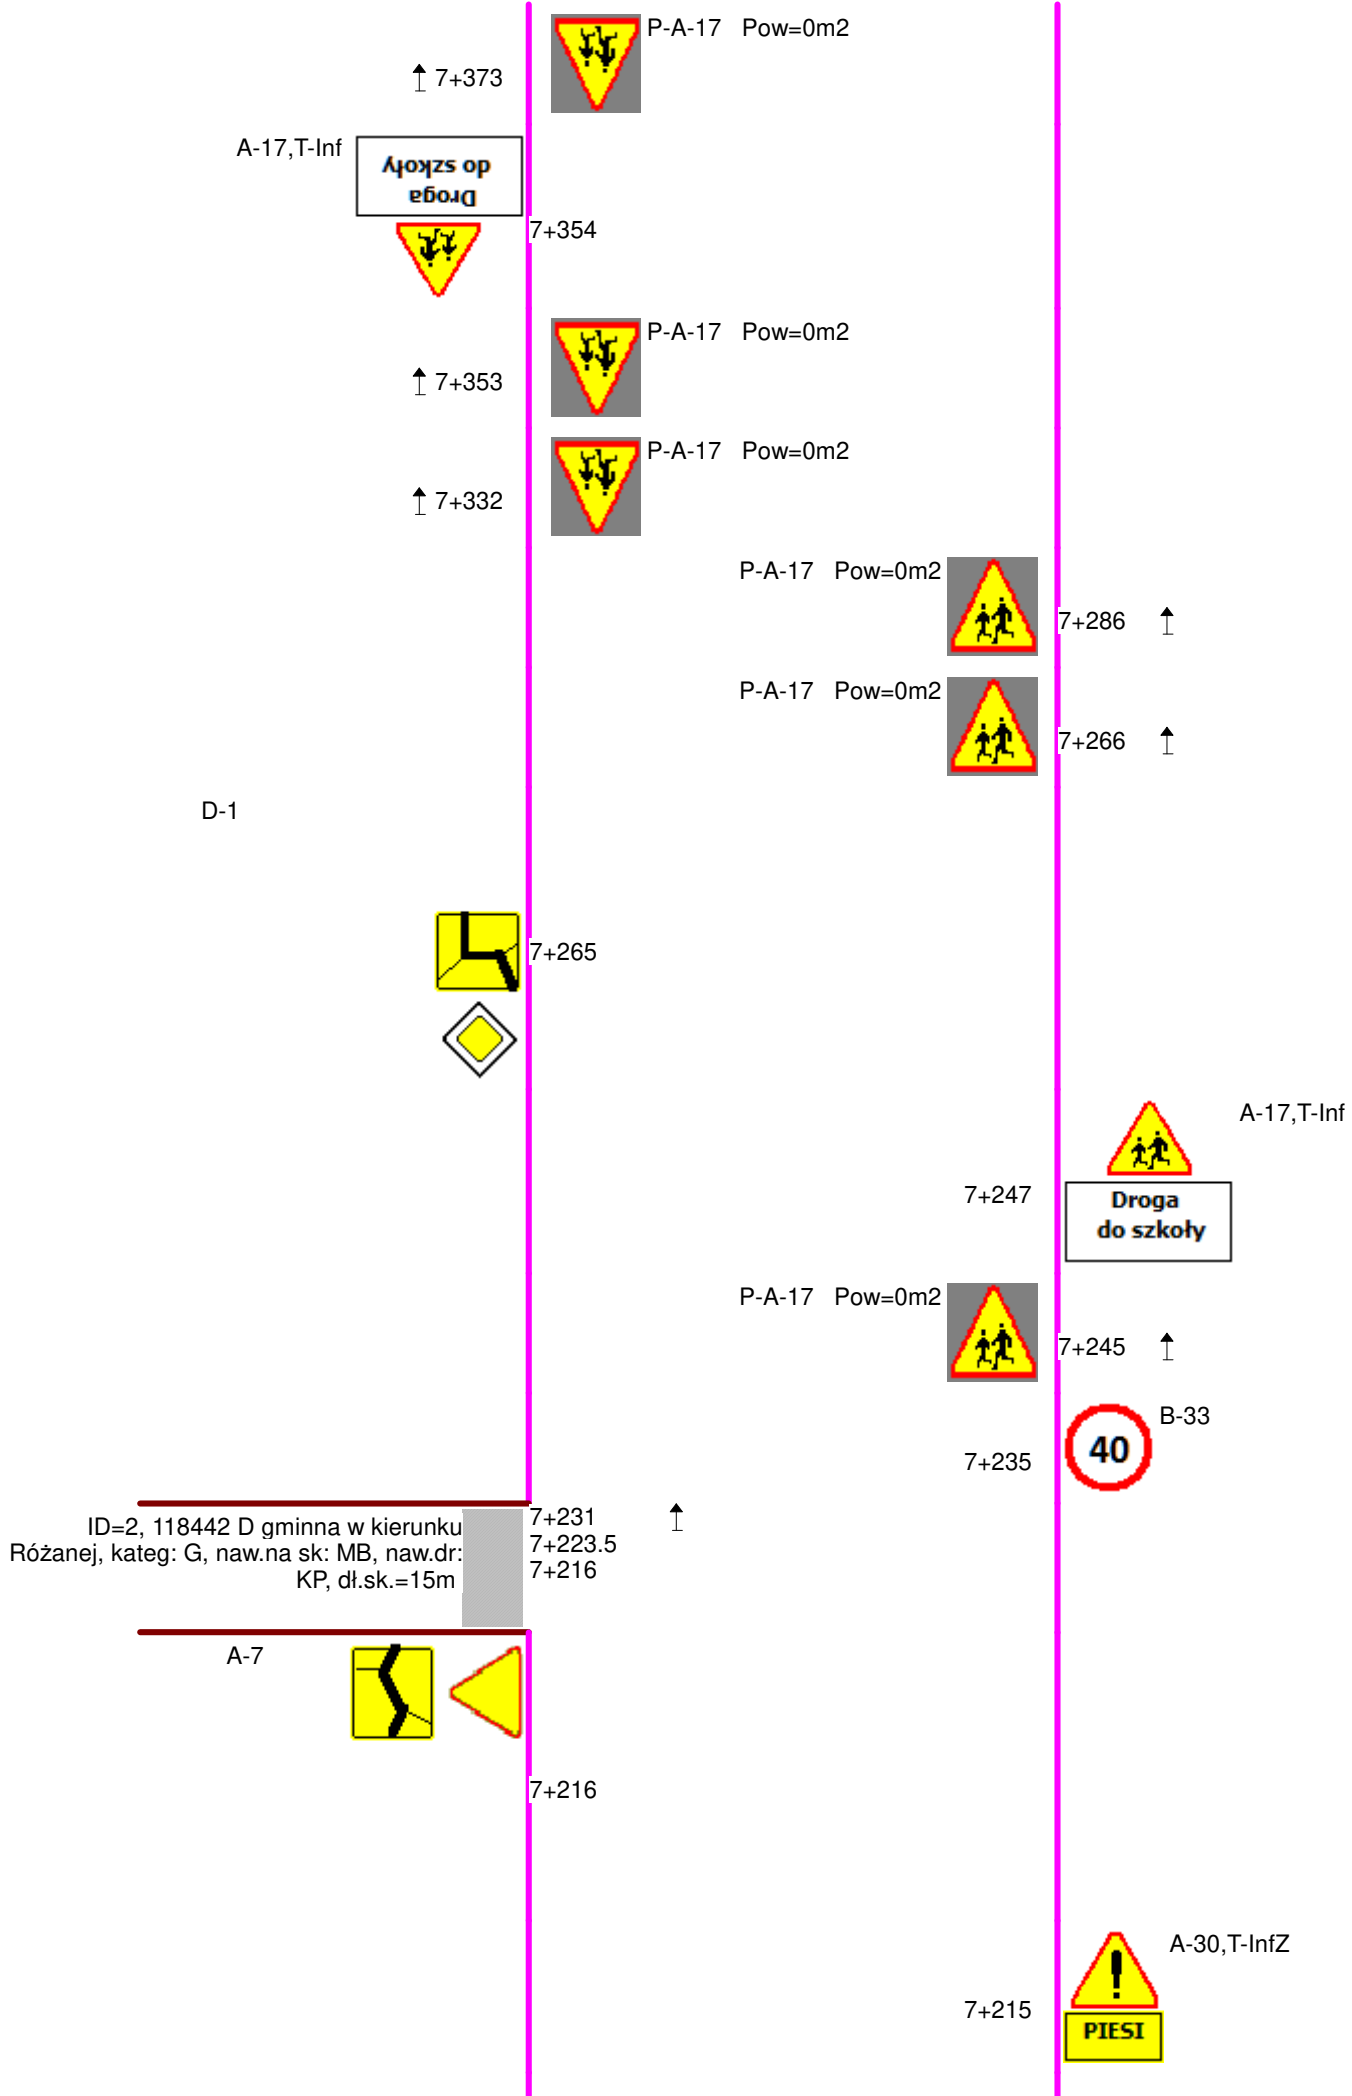 P-A-17 Pow=0m2
7+373
A-17,T-Inf
Droga
do szkoły
7+354
P-A-17 Pow=0m2
7+353
P-A-17 Pow=0m2
7+332
P-A-17 Pow=0m2
7+286
P-A-17 Pow=0m2
7+266
D-1
7+265
A-17,T-Inf
7+247
Droga
do szkoły
P-A-17 Pow=0m2
7+245
B-33
40
7+235
7+231
ID=2, 118442 D gminna w kierunku
7+223.5
Różanej, kateg: G, naw.na sk: MB, naw.dr:
7+216
KP, dł.sk.=15m
A-7
7+216
A-30,T-InfZ
7+215
PIESI